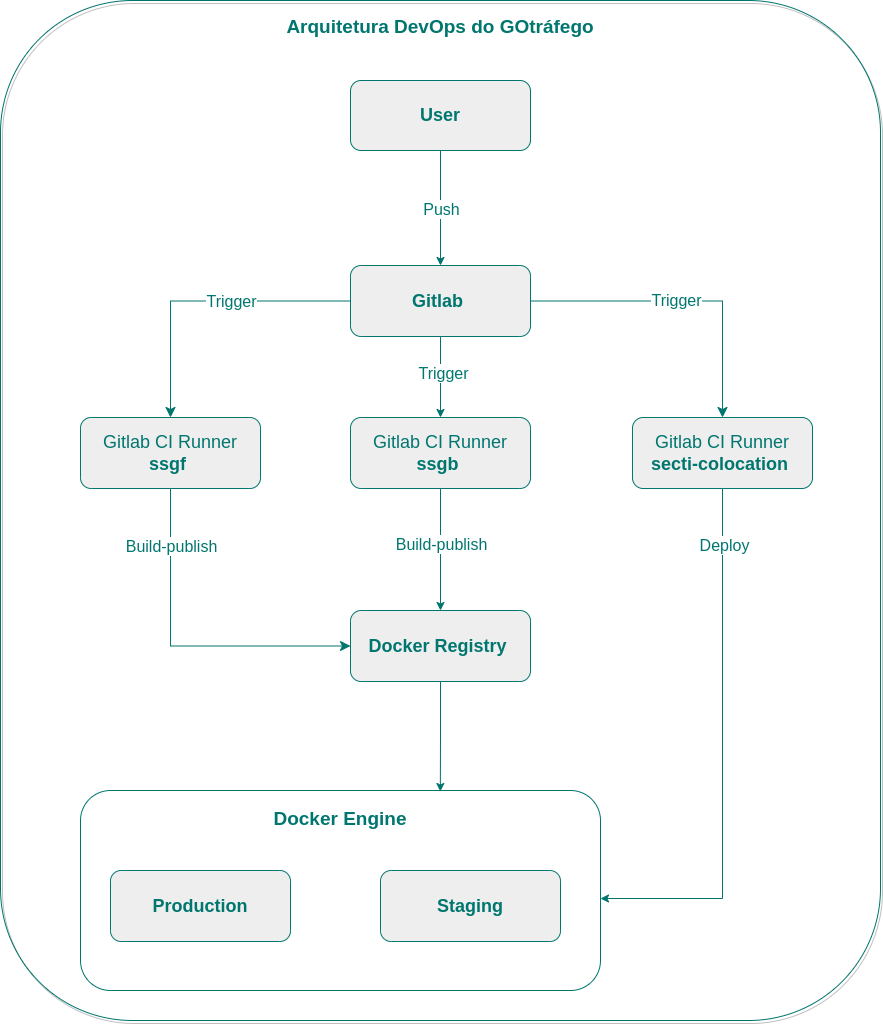 Arquitetura DevOps do GOtráfego
User
Push
Gitlab
Trigger
Trigger
Trigger
Gitlab CI Runner
ssgf
Gitlab CI Runner
ssgb
Gitlab CI Runner
secti-colocation
Build-publish
Build-publish
Deploy
Docker Registry
Docker Engine
Production
Staging